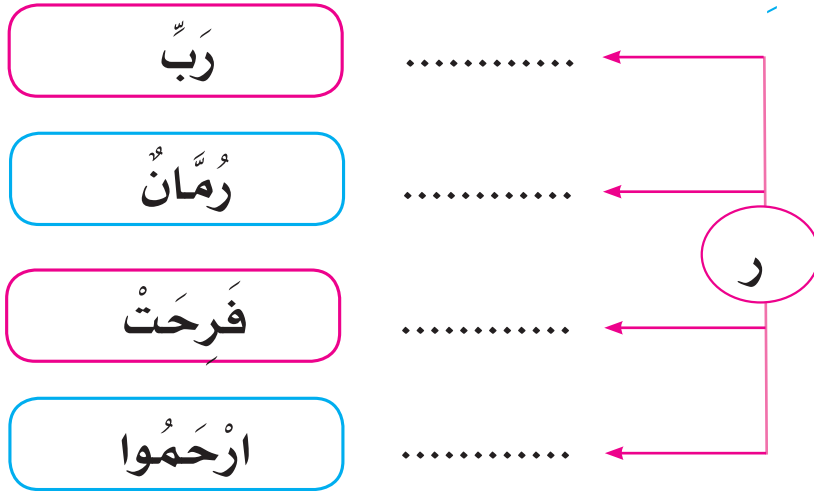 رَبِّ
رُمَّانٌ
ر
فَرِحَتْ
ارْحَمُوا